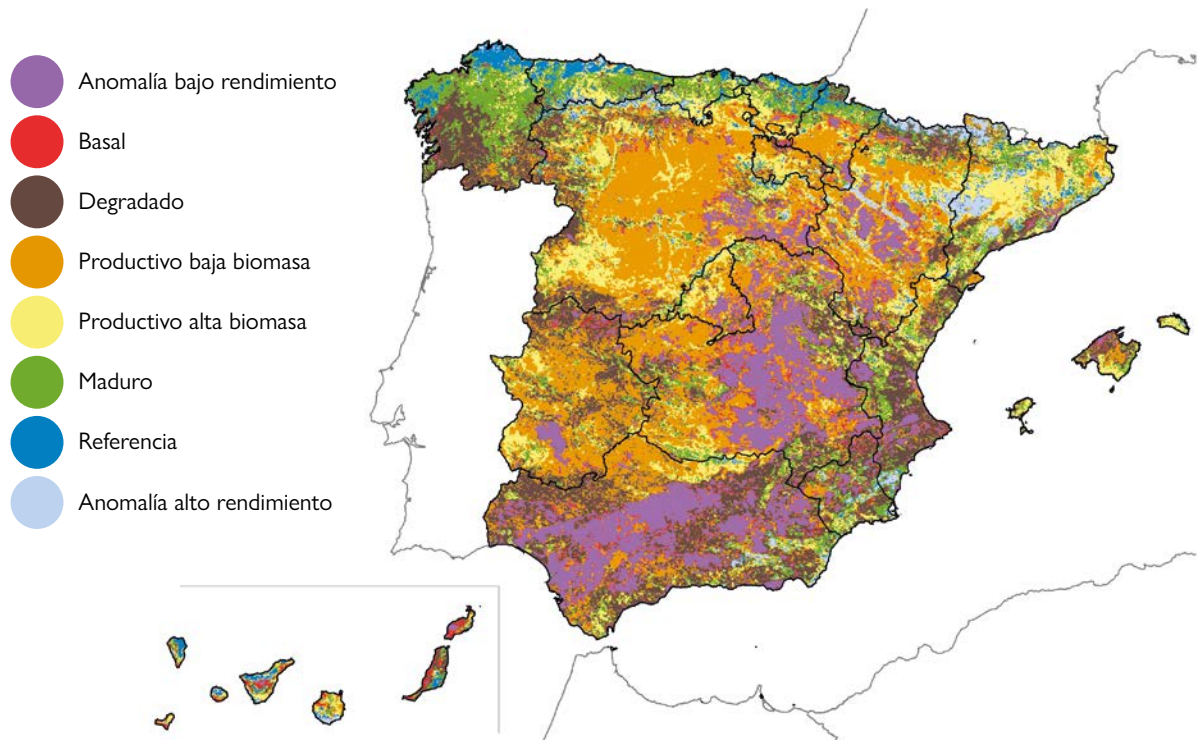 Anomalía bajo rendimiento
Basal
Degradado
Productivo baja biomasa
Productivo alta biomasa
Maduro
Referencia
Anomalía alto rendimiento